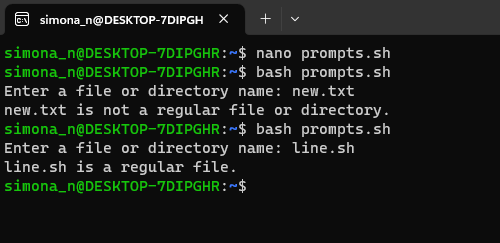 simona_n@DESKTOP-7DIPGH
simona_n@DESKTOP-7DIPGHR:~$ nano prompts.sh
simona_n@DESKTOP-7DIPGHR:~$ bash prompts.sh
Enter a file or directory name: new.txt
new.txt is not a regular file or directory.
simona_n@DESKTOP-7DIPGHR:~$ bash prompts.sh
Enter a file or directory name: line.sh
line.sh is a regular file.
simona_n@DESKTOP-7DIPGHR:~$